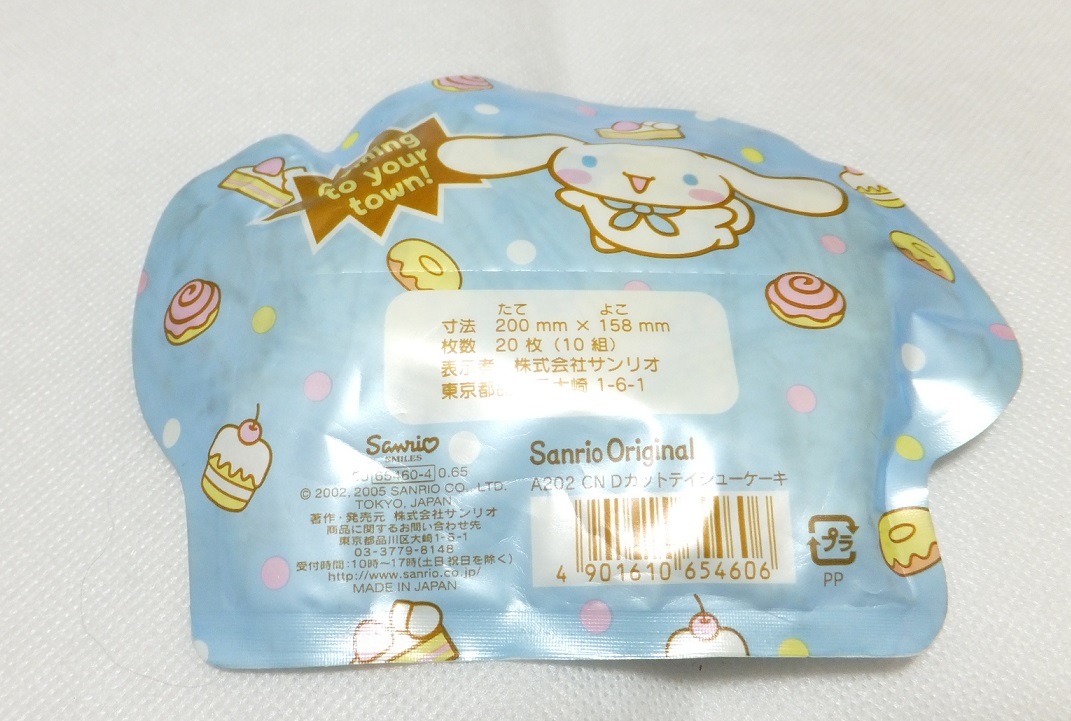 to your
town!
たて よこ
寸法 200 mm × 158 mm
枚数 20 枚（10 組）
表示者 株式会社サンリオ
東京都 大崎 1-6-1
Sanrio
SMILES
65460-4 0.65
© 2002, 2005 SANRIO CO., LTD.
TOKYO, JAPAN
著作・発売元 株式会社サンリオ
商品に関するお問い合わせ先
東京都品川区大崎1-6-1
03-3779-8148
受付時間:10時〜17時(土日祝日を除く)
http://www.sanrio.co.jp/
MADE IN JAPAN
Sanrio Original
A202 CN Dカットティシューケーキ
4 901610 654606
プラ
PP